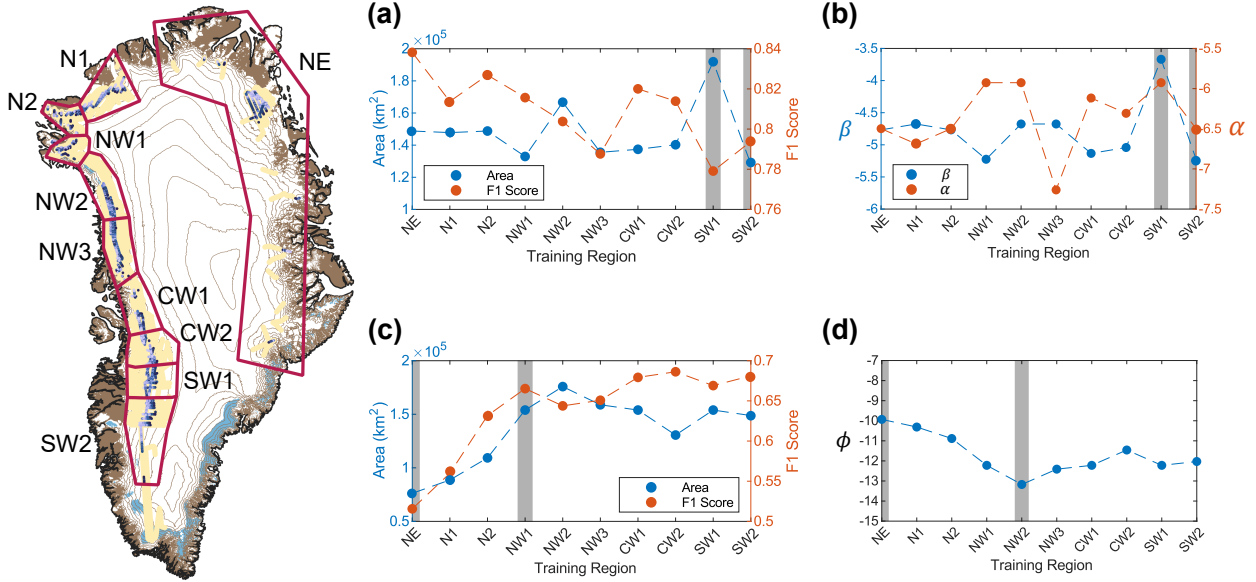 N1
NE
N2
NW1
NW2
NW3
CW1
CW2
SW1
SW2
(a)
×10⁵
2
1.8
1.6
1.4
1.2
1
Area (km²)
0.84
0.82
0.8
0.78
0.76
F1 Score
Area
F1 Score
NE N1 N2 NW1 NW2 NW3 CW1 CW2 SW1 SW2
Training Region
(b)
-3.5
-4
-4.5
-5
-5.5
-6
β
-5.5
-6
-6.5
-7
-7.5
α
β
α
NE N1 N2 NW1 NW2 NW3 CW1 CW2 SW1 SW2
Training Region
(c)
×10⁵
2
1.5
1
0.5
Area (km²)
0.7
0.65
0.6
0.55
0.5
F1 Score
Area
F1 Score
NE N1 N2 NW1 NW2 NW3 CW1 CW2 SW1 SW2
Training Region
(d)
-7
-8
-9
-10
-11
-12
-13
-14
-15
ϕ
NE N1 N2 NW1 NW2 NW3 CW1 CW2 SW1 SW2
Training Region